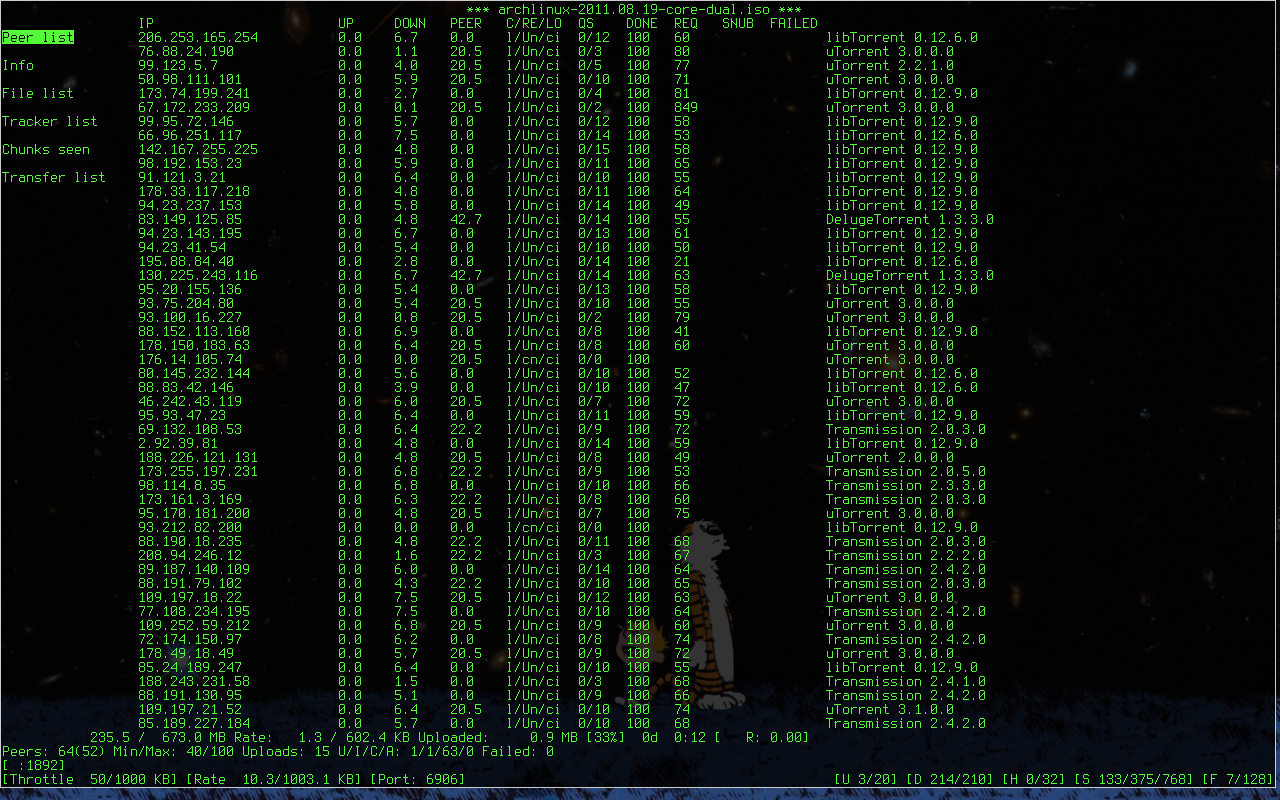 *** archlinux-2011.08.19-core-dual.iso ***
IP UP DOWN PEER C/RE/LO QS DONE REQ SNUB FAILED
Peer list 206.253.165.254 0.0 6.7 0.0 l/Un/ci 0/12 100 60 libTorrent 0.12.6.0
76.88.24.190 0.0 1.1 20.5 l/Un/ci 0/3 100 80 uTorrent 3.0.0.0
Info 99.123.5.7 0.0 4.0 20.5 l/Un/ci 0/5 100 77 uTorrent 2.2.1.0
50.98.111.101 0.0 5.9 20.5 l/Un/ci 0/10 100 71 uTorrent 3.0.0.0
File list 173.74.199.241 0.0 2.7 0.0 l/Un/ci 0/4 100 81 libTorrent 0.12.9.0
67.172.233.209 0.0 0.1 20.5 l/Un/ci 0/2 100 849 uTorrent 3.0.0.0
Tracker list 99.95.72.146 0.0 5.7 0.0 l/Un/ci 0/12 100 58 libTorrent 0.12.9.0
66.96.251.117 0.0 7.5 0.0 l/Un/ci 0/14 100 53 libTorrent 0.12.6.0
Chunks seen 142.167.255.225 0.0 4.8 0.0 l/Un/ci 0/15 100 58 libTorrent 0.12.9.0
98.192.153.23 0.0 5.9 0.0 l/Un/ci 0/11 100 65 libTorrent 0.12.9.0
Transfer list 91.121.3.21 0.0 6.4 0.0 l/Un/ci 0/10 100 55 libTorrent 0.12.9.0
178.33.117.218 0.0 4.8 0.0 l/Un/ci 0/11 100 64 libTorrent 0.12.9.0
94.23.237.153 0.0 5.8 0.0 l/Un/ci 0/14 100 49 libTorrent 0.12.9.0
83.149.125.85 0.0 4.8 42.7 l/Un/ci 0/14 100 55 DelugeTorrent 1.3.3.0
94.23.143.195 0.0 6.7 0.0 l/Un/ci 0/13 100 61 libTorrent 0.12.9.0
94.23.41.54 0.0 5.4 0.0 l/Un/ci 0/10 100 50 libTorrent 0.12.9.0
195.88.84.40 0.0 2.8 0.0 l/Un/ci 0/14 100 21 libTorrent 0.12.6.0
130.225.243.116 0.0 6.7 42.7 l/Un/ci 0/14 100 63 DelugeTorrent 1.3.3.0
95.20.155.136 0.0 5.4 0.0 l/Un/ci 0/13 100 58 libTorrent 0.12.9.0
93.75.204.80 0.0 5.4 20.5 l/Un/ci 0/10 100 55 uTorrent 3.0.0.0
93.100.16.227 0.0 0.8 20.5 l/Un/ci 0/2 100 79 uTorrent 3.0.0.0
88.152.113.160 0.0 6.9 0.0 l/Un/ci 0/8 100 41 libTorrent 0.12.9.0
178.150.183.63 0.0 6.4 20.5 l/Un/ci 0/8 100 60 uTorrent 3.0.0.0
176.14.105.74 0.0 0.0 20.5 l/cn/ci 0/0 100 uTorrent 3.0.0.0
80.145.232.144 0.0 5.6 0.0 l/Un/ci 0/10 100 52 libTorrent 0.12.6.0
88.83.42.146 0.0 3.9 0.0 l/Un/ci 0/10 100 47 libTorrent 0.12.6.0
46.242.43.119 0.0 6.0 20.5 l/Un/ci 0/7 100 72 uTorrent 3.0.0.0
95.93.47.23 0.0 6.4 0.0 l/Un/ci 0/11 100 59 libTorrent 0.12.9.0
69.132.108.53 0.0 6.4 22.2 l/Un/ci 0/9 100 72 Transmission 2.0.3.0
2.92.39.81 0.0 4.8 0.0 l/Un/ci 0/14 100 59 libTorrent 0.12.9.0
188.226.121.131 0.0 4.8 20.5 l/Un/ci 0/8 100 49 uTorrent 2.0.0.0
173.255.197.231 0.0 6.8 22.2 l/Un/ci 0/9 100 53 Transmission 2.0.5.0
98.114.8.35 0.0 6.8 0.0 l/Un/ci 0/10 100 66 Transmission 2.3.3.0
173.161.3.169 0.0 6.3 22.2 l/Un/ci 0/8 100 60 Transmission 2.0.3.0
95.170.181.200 0.0 4.8 20.5 l/Un/ci 0/7 100 75 uTorrent 3.0.0.0
93.212.82.200 0.0 0.0 0.0 l/cn/ci 0/0 100 libTorrent 0.12.9.0
88.190.18.235 0.0 4.8 22.2 l/Un/ci 0/11 100 68 Transmission 2.0.3.0
208.94.246.12 0.0 1.6 22.2 l/Un/ci 0/3 100 67 Transmission 2.2.2.0
89.187.140.109 0.0 6.0 0.0 l/Un/ci 0/14 100 64 Transmission 2.4.2.0
88.191.79.102 0.0 4.3 22.2 l/Un/ci 0/10 100 65 Transmission 2.0.3.0
109.197.18.22 0.0 7.5 20.5 l/Un/ci 0/12 100 63 uTorrent 3.0.0.0
77.108.234.195 0.0 7.5 0.0 l/Un/ci 0/10 100 64 Transmission 2.4.2.0
109.252.59.212 0.0 6.8 20.5 l/Un/ci 0/9 100 60 uTorrent 3.0.0.0
72.174.150.97 0.0 6.2 0.0 l/Un/ci 0/8 100 74 Transmission 2.4.2.0
178.49.18.49 0.0 5.7 20.5 l/Un/ci 0/9 100 72 uTorrent 3.0.0.0
85.24.189.247 0.0 6.4 0.0 l/Un/ci 0/10 100 55 libTorrent 0.12.9.0
188.243.231.58 0.0 1.5 0.0 l/Un/ci 0/3 100 68 Transmission 2.4.1.0
88.191.130.95 0.0 5.1 0.0 l/Un/ci 0/9 100 66 Transmission 2.4.2.0
109.197.21.52 0.0 6.4 20.5 l/Un/ci 0/10 100 74 uTorrent 3.1.0.0
85.189.227.184 0.0 5.7 0.0 l/Un/ci 0/10 100 68 Transmission 2.4.2.0
235.5 / 673.0 MB Rate: 1.3 / 602.4 KB Uploaded: 0.9 MB [33%] 0d 0:12 [ R: 0.00]
Peers: 64(52) Min/Max: 40/100 Uploads: 15 U/I/C/A: 1/1/63/0 Failed: 0
[ :1892]
[Throttle 50/1000 KB] [Rate 10.3/1003.1 KB] [Port: 6906] [U 3/20] [D 214/210] [H 0/32] [S 133/375/768] [F 7/128]